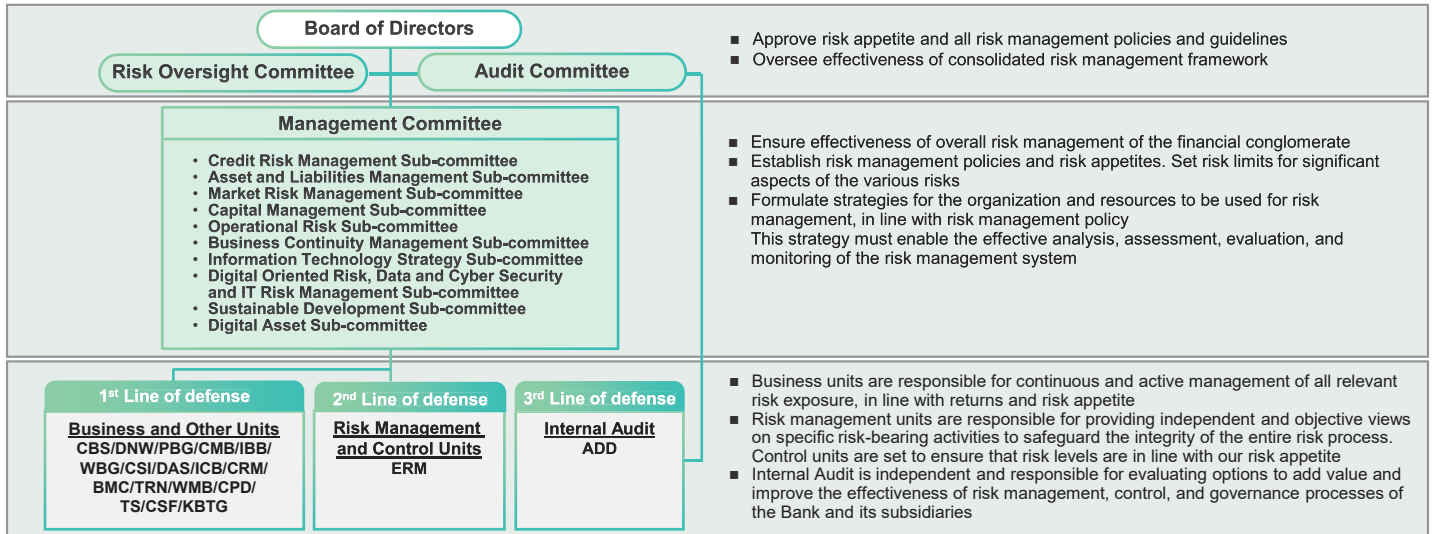 Board of Directors
Risk Oversight Committee
Audit Committee
■ Approve risk appetite and all risk management policies and guidelines
■ Oversee effectiveness of consolidated risk management framework
Management Committee
• Credit Risk Management Sub-committee
• Asset and Liabilities Management Sub-committee
• Market Risk Management Sub-committee
• Capital Management Sub-committee
• Operational Risk Sub-committee
• Business Continuity Management Sub-committee
• Information Technology Strategy Sub-committee
• Digital Oriented Risk, Data and Cyber Security
and IT Risk Management Sub-committee
• Sustainable Development Sub-committee
• Digital Asset Sub-committee
■ Ensure effectiveness of overall risk management of the financial conglomerate
■ Establish risk management policies and risk appetites. Set risk limits for significant
aspects of the various risks
■ Formulate strategies for the organization and resources to be used for risk
management, in line with risk management policy
This strategy must enable the effective analysis, assessment, evaluation, and
monitoring of the risk management system
1st Line of defense
Business and Other Units
CBS/DNW/PBG/CMB/IBB/
WBG/CSI/DAS/ICB/CRM/
BMC/TRN/WMB/CPD/
TS/CSF/KBTG
2nd Line of defense
Risk Management
and Control Units
ERM
3rd Line of defense
Internal Audit
ADD
■ Business units are responsible for continuous and active management of all relevant
risk exposure, in line with returns and risk appetite
■ Risk management units are responsible for providing independent and objective views
on specific risk-bearing activities to safeguard the integrity of the entire risk process.
Control units are set to ensure that risk levels are in line with our risk appetite
■ Internal Audit is independent and responsible for evaluating options to add value and
improve the effectiveness of risk management, control, and governance processes of
the Bank and its subsidiaries